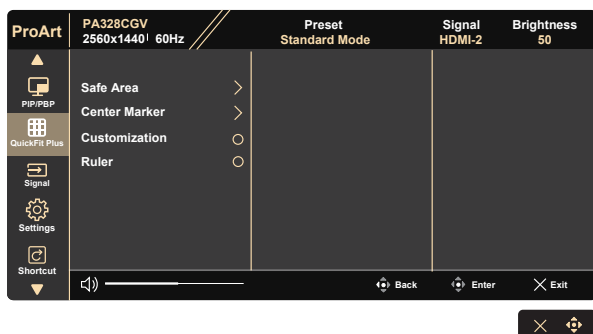 ProArt
PA328CGV
2560x1440 60Hz
Preset
Standard Mode
Signal
HDMI-2
Brightness
50
PIP/PBP
QuickFit Plus
Signal
Settings
Shortcut
Safe Area
Center Marker
Customization
Ruler
Back
Enter
Exit